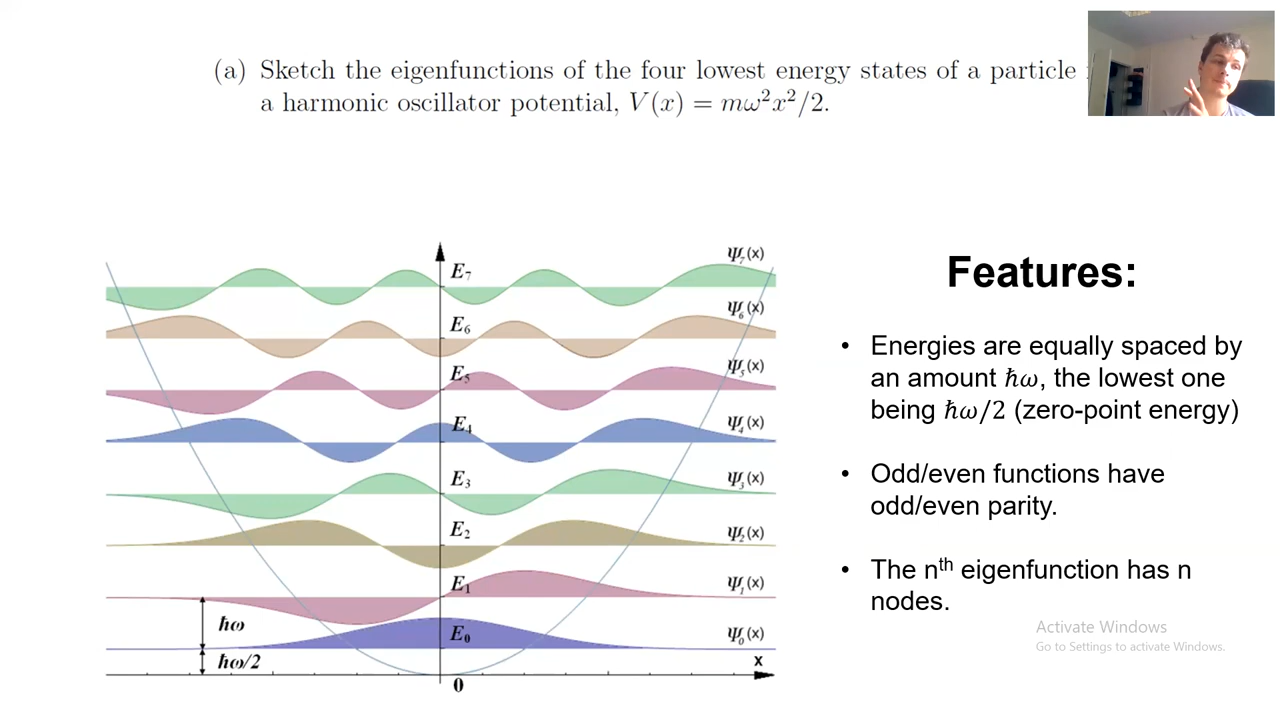 (a) Sketch the eigenfunctions of the four lowest energy states of a particle
a harmonic oscillator potential, V(x) = mω²x²/2.
Features:
• Energies are equally spaced by
an amount ℏω, the lowest one
being ℏω/2 (zero-point energy)
• Odd/even functions have
odd/even parity.
• The nᵗʰ eigenfunction has n
nodes.
E₇ Ψ₇(x)
E₆ Ψ₆(x)
E₅ Ψ₅(x)
E₄ Ψ₄(x)
E₃ Ψ₃(x)
E₂ Ψ₂(x)
E₁ Ψ₁(x)
ℏω E₀ Ψ₀(x)
ℏω/2 x
0
Activate Windows
Go to Settings to activate Windows.